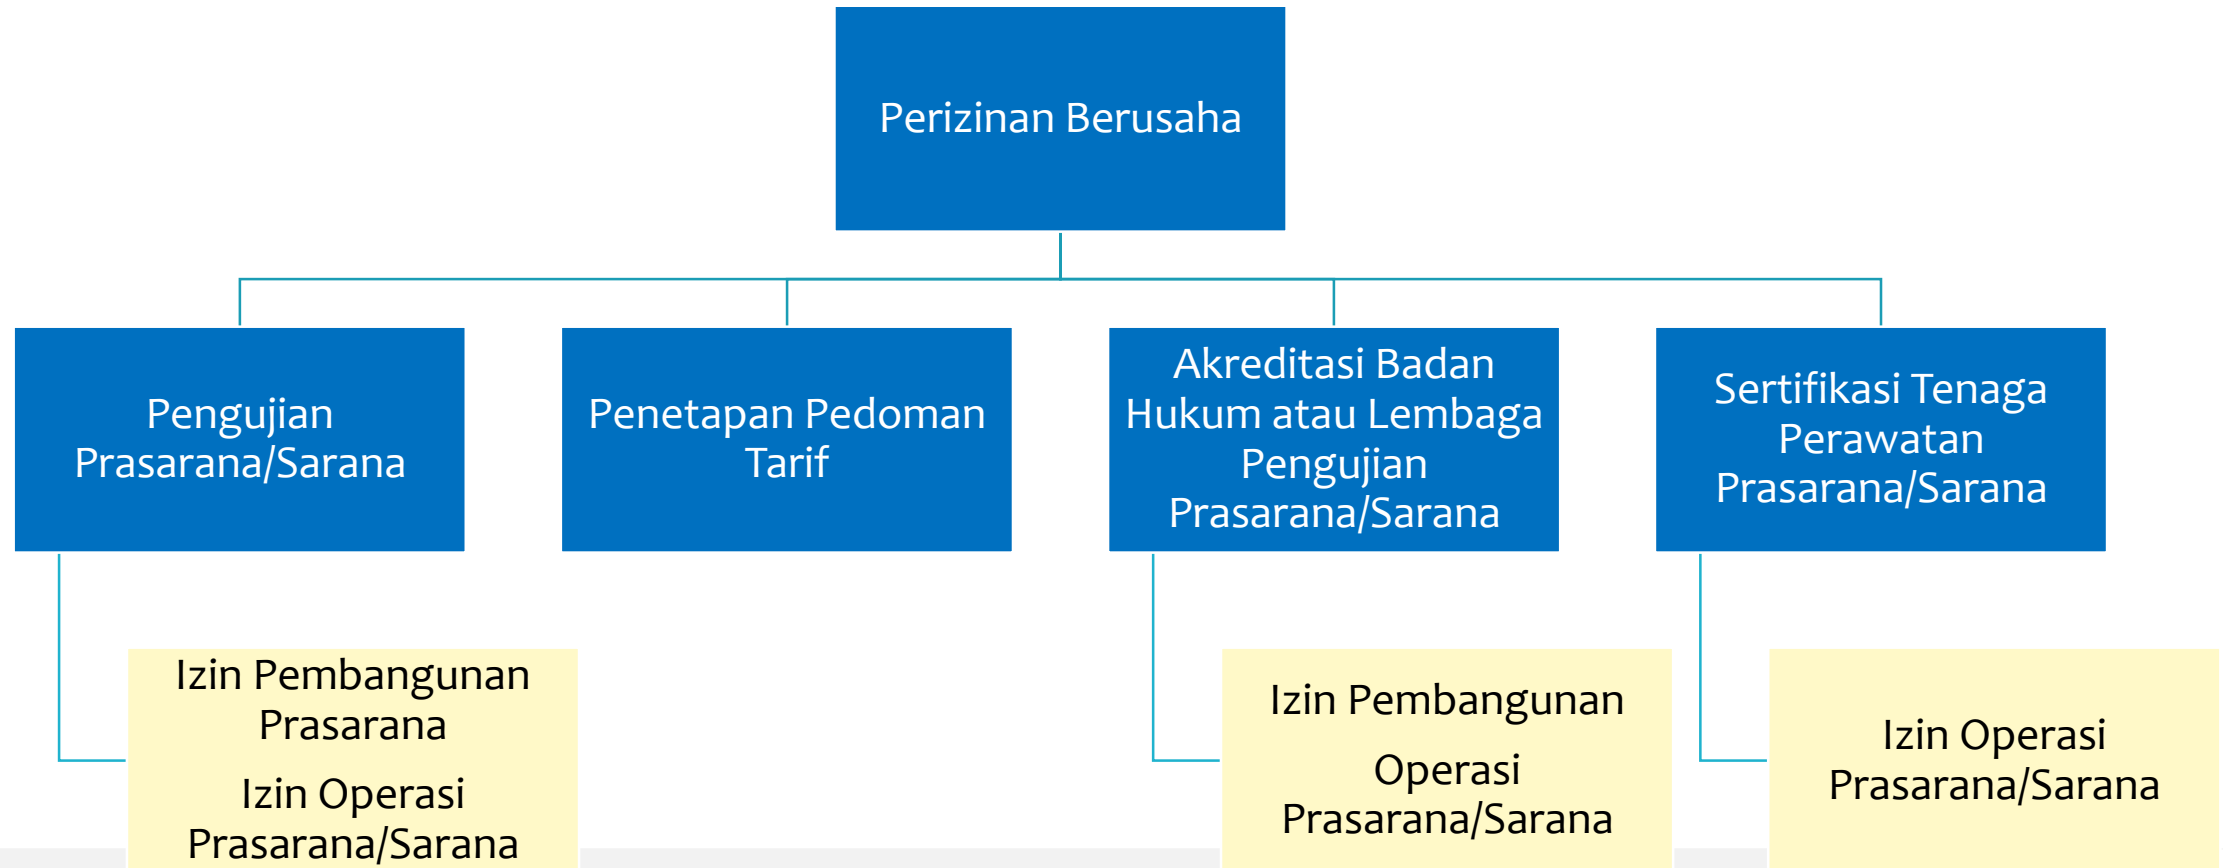 Perizinan Berusaha
Pengujian
Prasarana/Sarana
Penetapan Pedoman
Tarif
Akreditasi Badan
Hukum atau Lembaga
Pengujian
Prasarana/Sarana
Sertifikasi Tenaga
Perawatan
Prasarana/Sarana
Izin Pembangunan
Prasarana
Izin Operasi
Prasarana/Sarana
Izin Pembangunan
Operasi
Prasarana/Sarana
Izin Operasi
Prasarana/Sarana